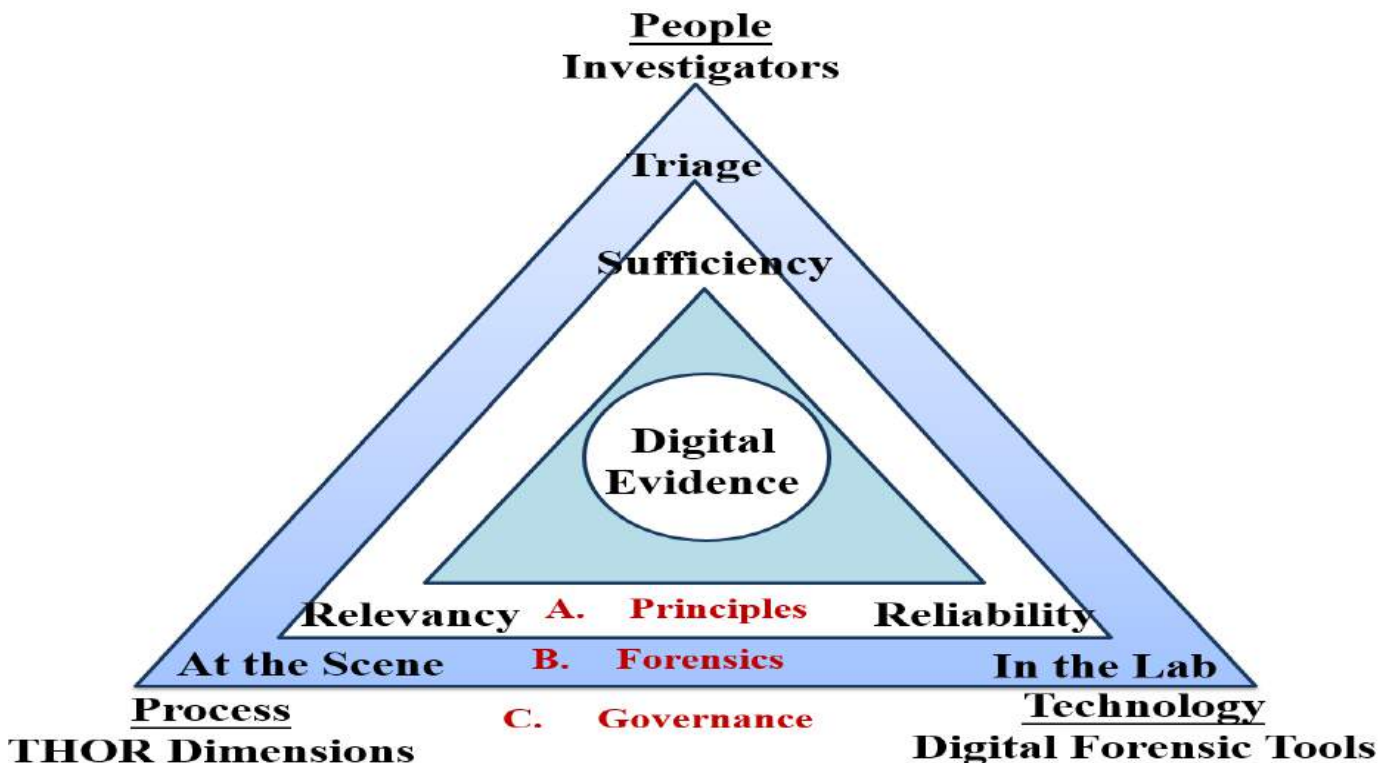 People
Investigators
Triage
Sufficiency
Digital
Evidence
Relevancy A. Principles Reliability
At the Scene B. Forensics In the Lab
Process C. Governance Technology
THOR Dimensions Digital Forensic Tools